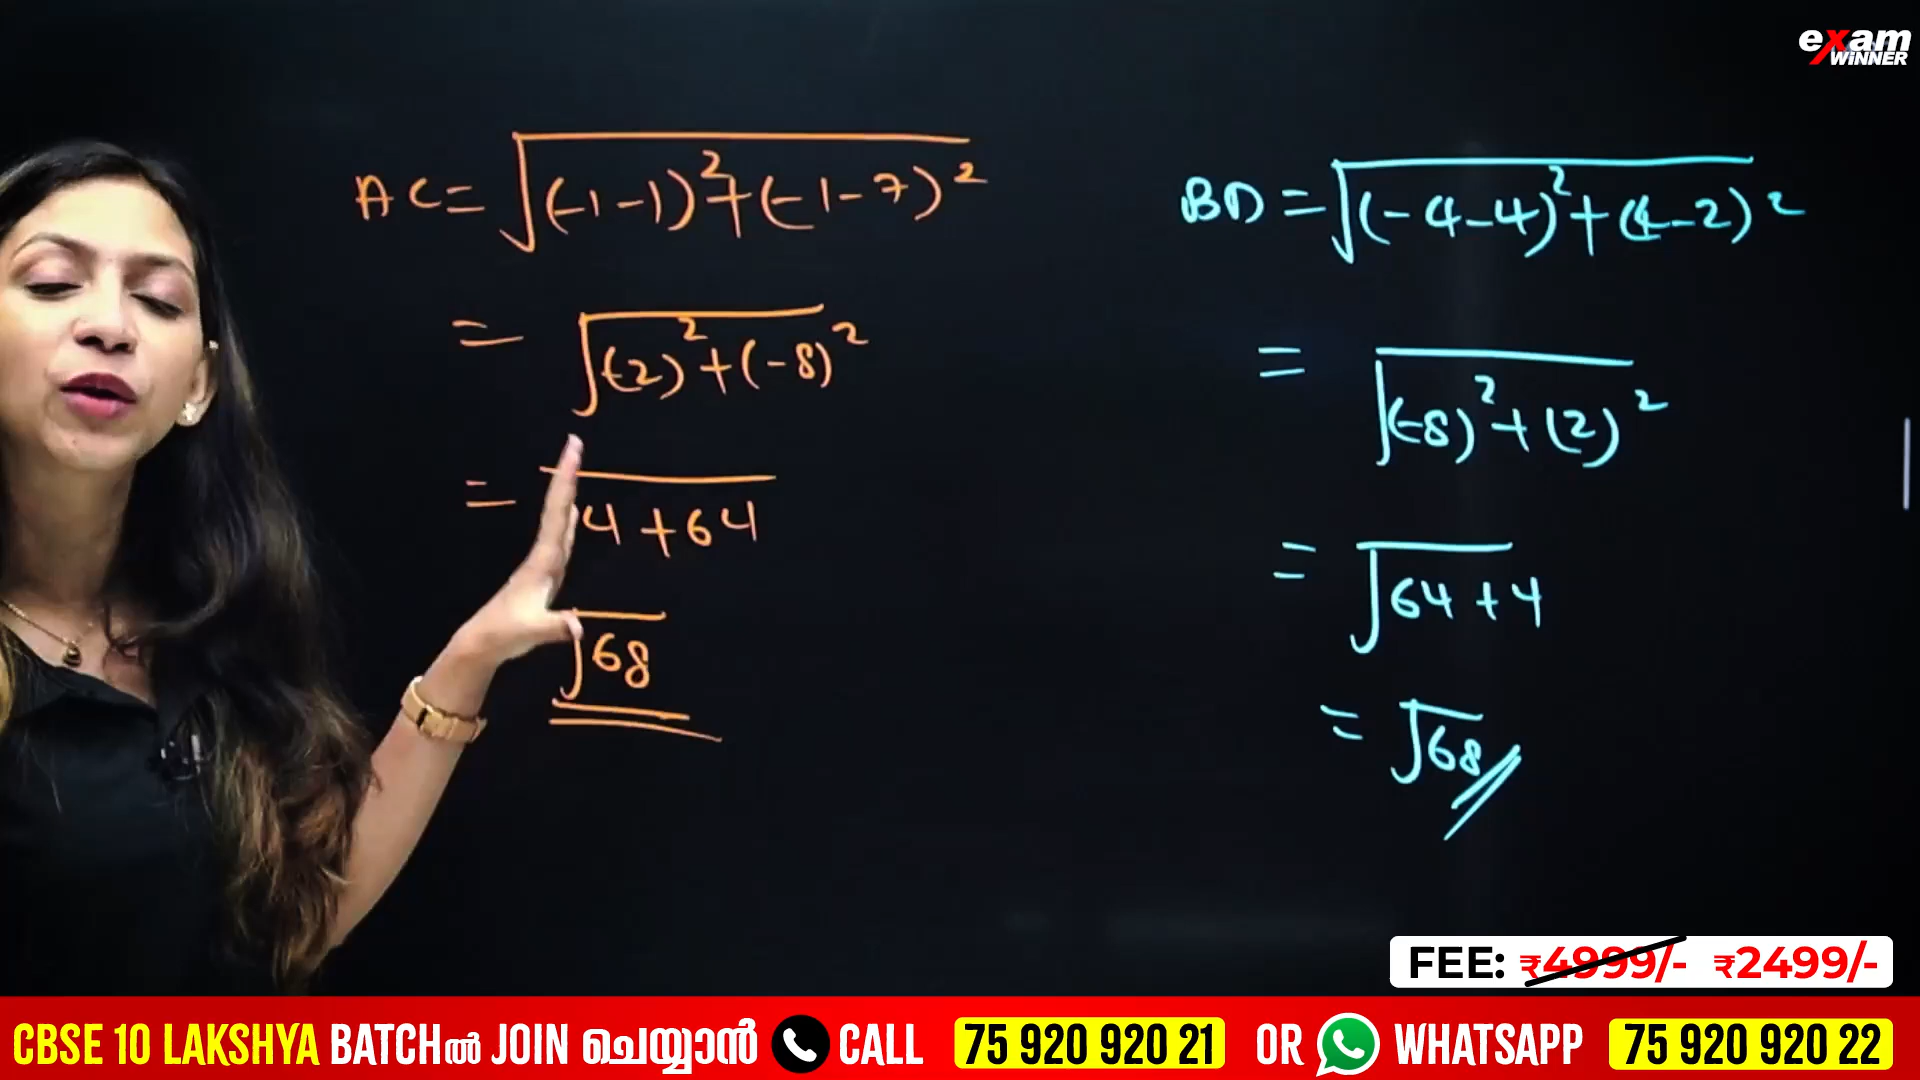 exam
WINNER
AC = √(-1-1)²+(-1-7)²
= √(-2)²+(-8)²
= √4+64
√68
BD = √(-4-4)²+(4-2)²
= √(-8)²+(2)²
= √64+4
= √68
FEE: ₹4999/- ₹2499/-
CBSE 10 LAKSHYA BATCHൽ JOIN ചെയ്യാൻ CALL 75 920 920 21 OR WHATSAPP 75 920 920 22